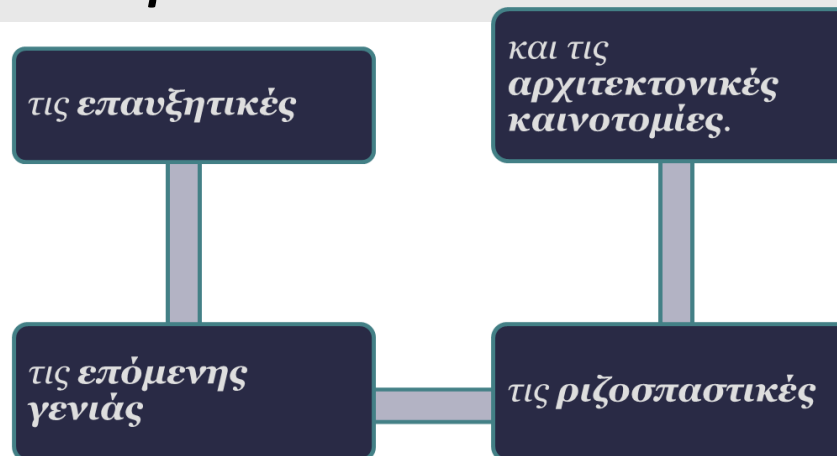 τις επαυξητικές
τις επόμενης
γενιάς
τις ριζοσπαστικές
και τις
αρχιτεκτονικές
καινοτομίες.